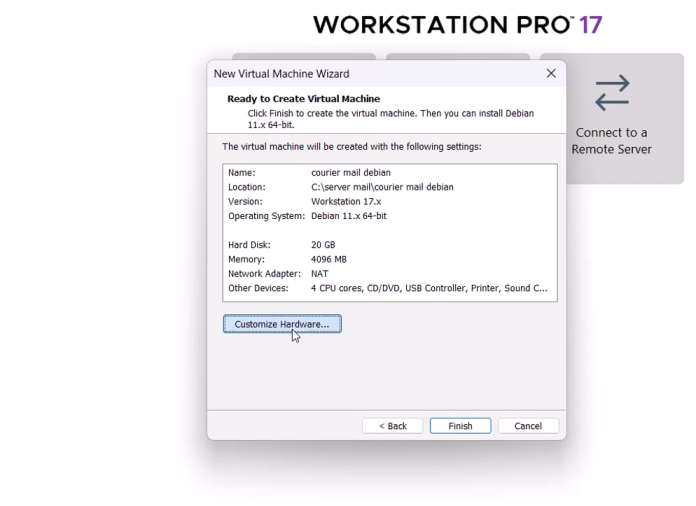 WORKSTATION PRO™ 17
New Virtual Machine Wizard
Ready to Create Virtual Machine
Click Finish to create the virtual machine. Then you can install Debian
11.x 64-bit.
The virtual machine will be created with the following settings:
Name: courier mail debian
Location: C:\server mail\courier mail debian
Version: Workstation 17.x
Operating System: Debian 11.x 64-bit
Hard Disk: 20 GB
Memory: 4096 MB
Network Adapter: NAT
Other Devices: 4 CPU cores, CD/DVD, USB Controller, Printer, Sound C...
Customize Hardware...
< Back
Finish
Cancel
Connect to a
Remote Server